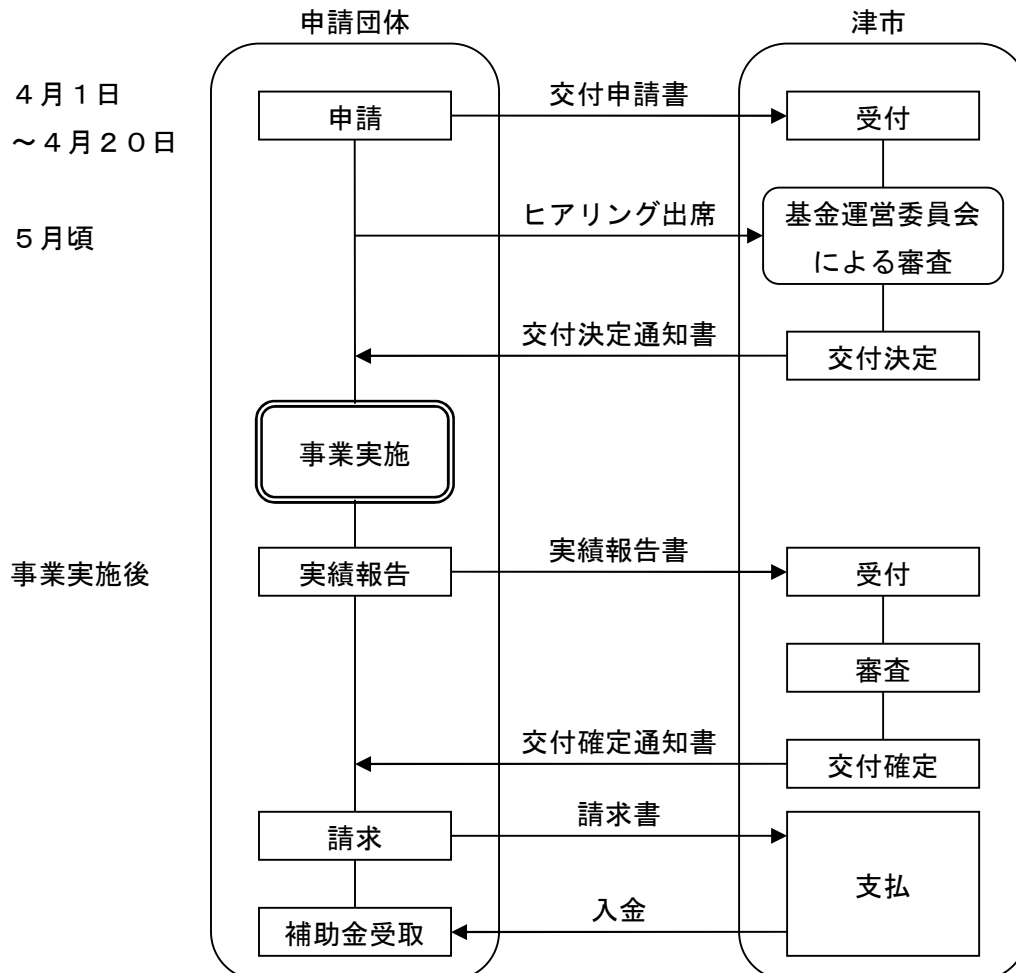 申請団体
津市
４月１日
～４月２０日
申請
交付申請書
受付
５月頃
ヒアリング出席
基金運営委員会
による審査
交付決定通知書
交付決定
事業実施
事業実施後
実績報告
実績報告書
受付
審査
交付確定通知書
交付確定
請求
請求書
支払
補助金受取
入金